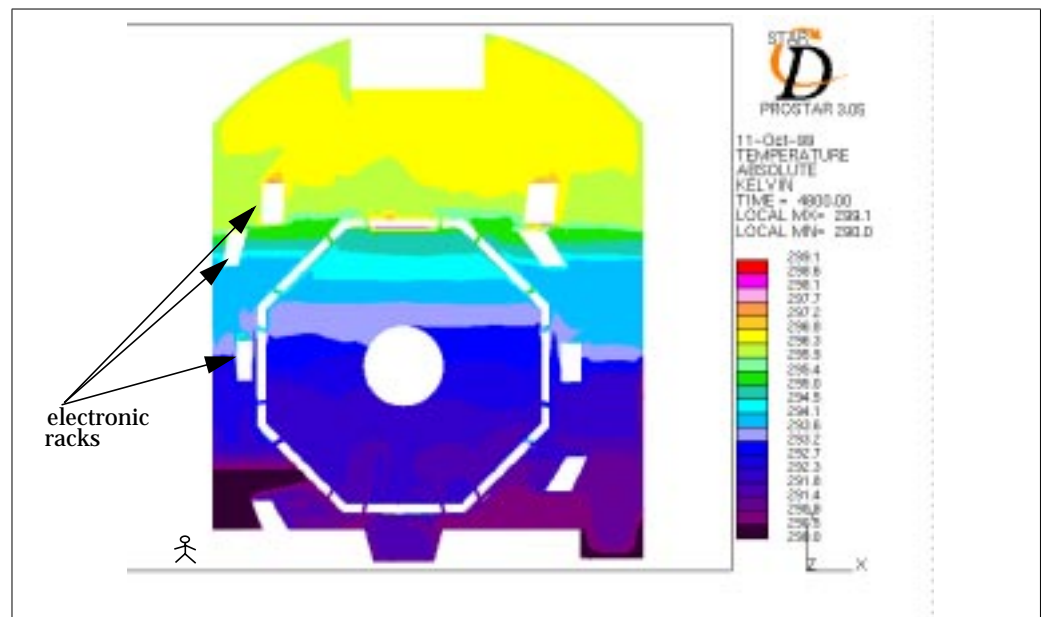 STAR
CD
PROSTAR 3.05
11-Oct-99
TEMPERATURE
ABSOLUTE
KELVIN
TIME = 4800.00
LOCAL MX= 299.1
LOCAL MN= 290.0
299.1
298.6
298.1
297.7
297.2
296.8
296.3
295.9
295.4
295.0
294.5
294.1
293.6
293.2
292.7
292.3
291.8
291.4
290.0
Z
X
electronic
racks